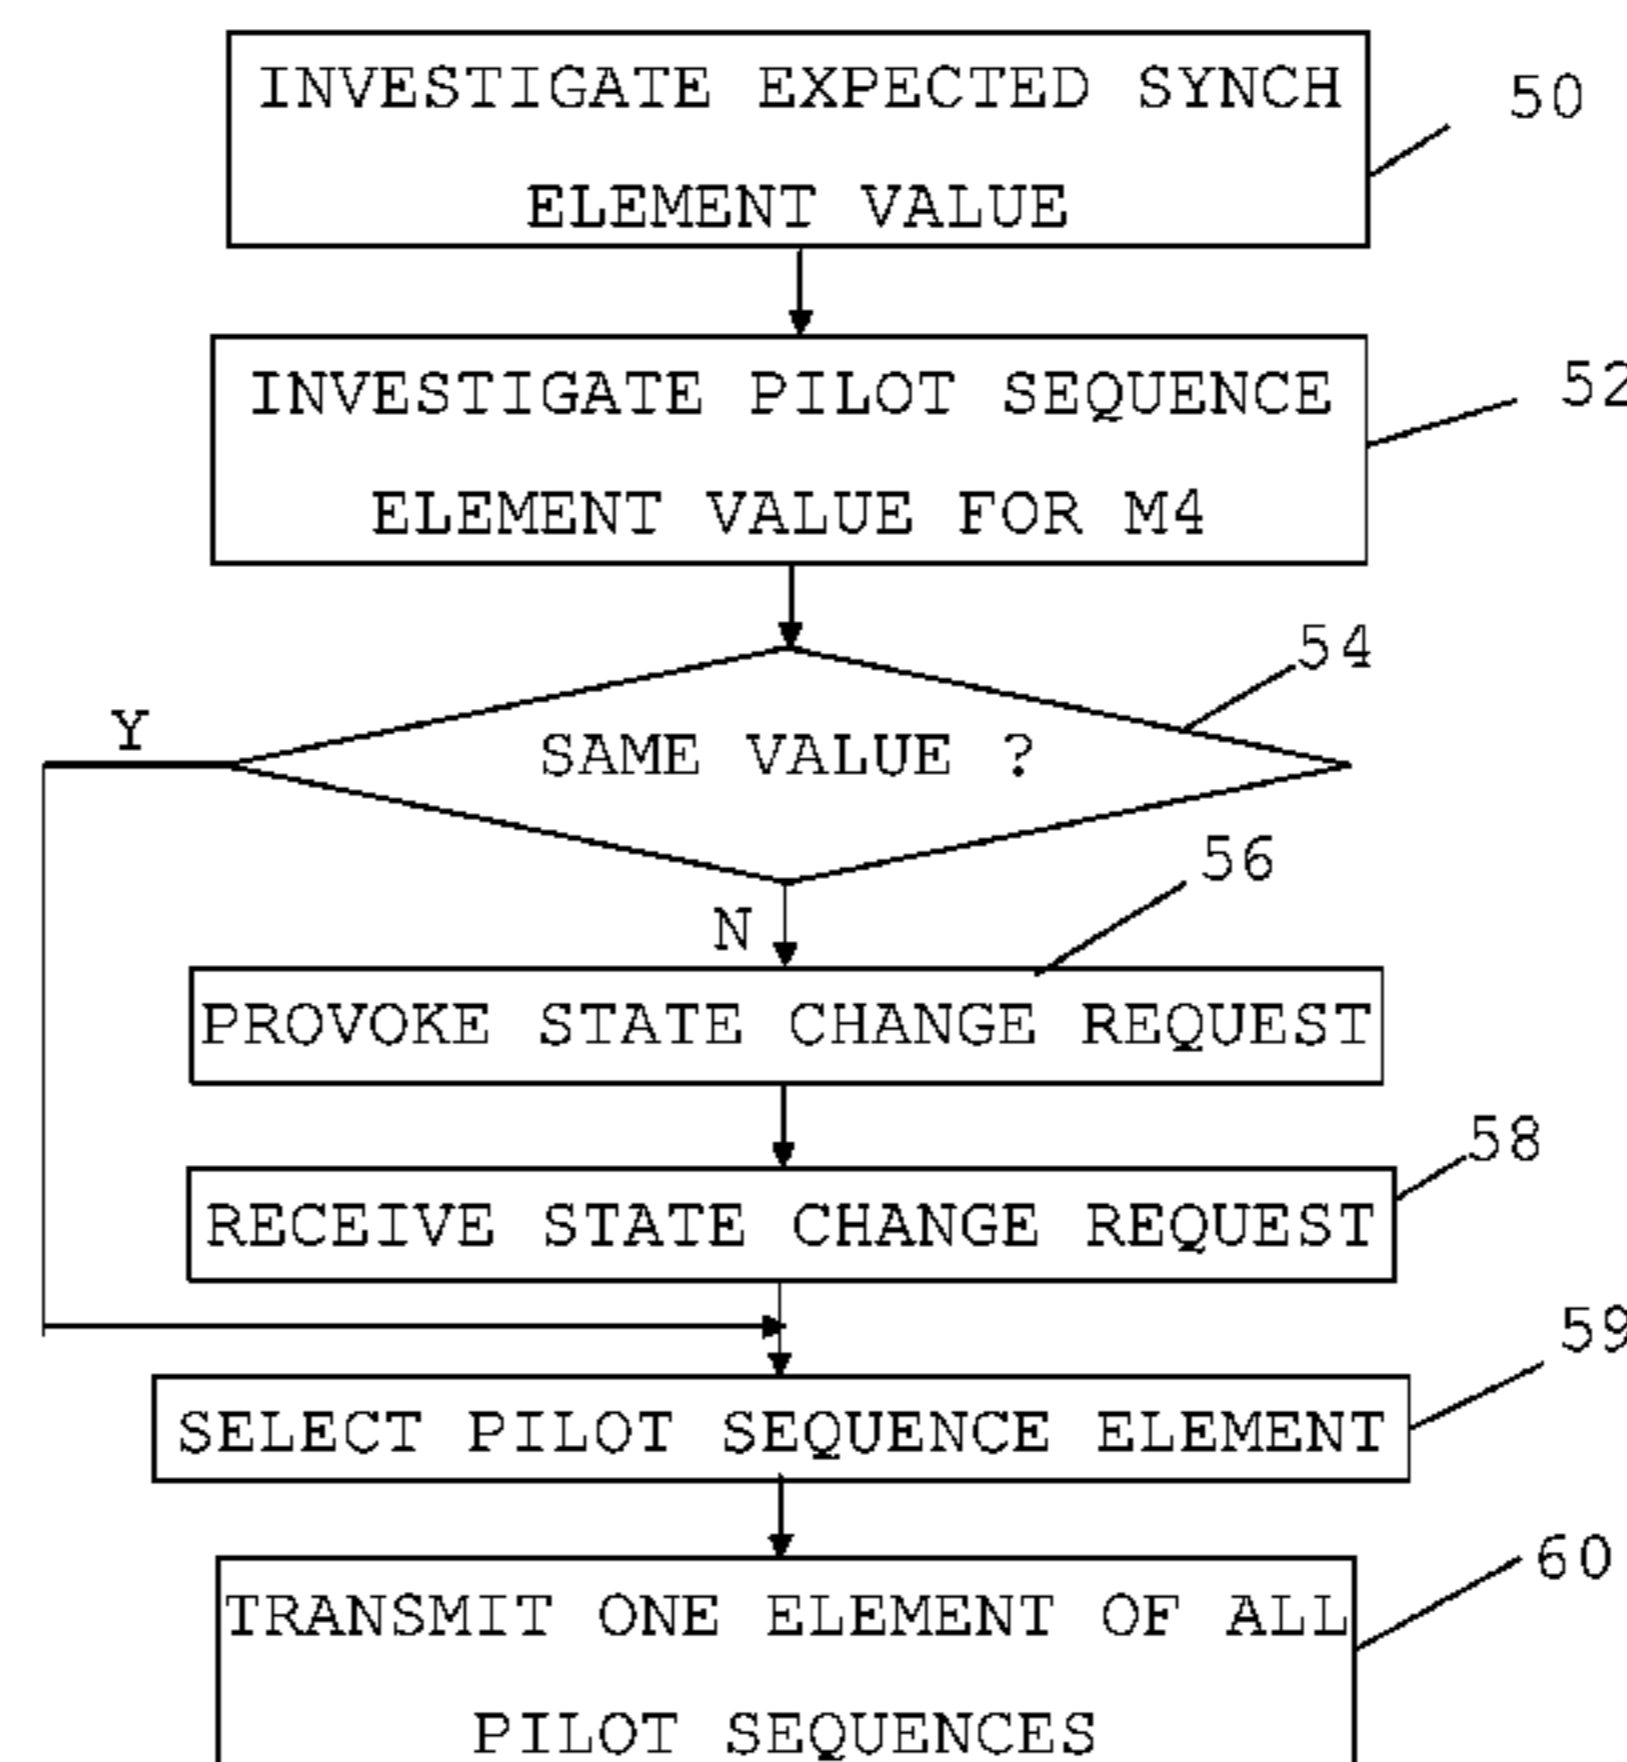 INVESTIGATE EXPECTED SYNCH
ELEMENT VALUE
50
INVESTIGATE PILOT SEQUENCE
ELEMENT VALUE FOR M4
52
54
Y
SAME VALUE ?
56
N
PROVOKE STATE CHANGE REQUEST
58
RECEIVE STATE CHANGE REQUEST
59
SELECT PILOT SEQUENCE ELEMENT
60
TRANSMIT ONE ELEMENT OF ALL
PILOT SEQUENCES